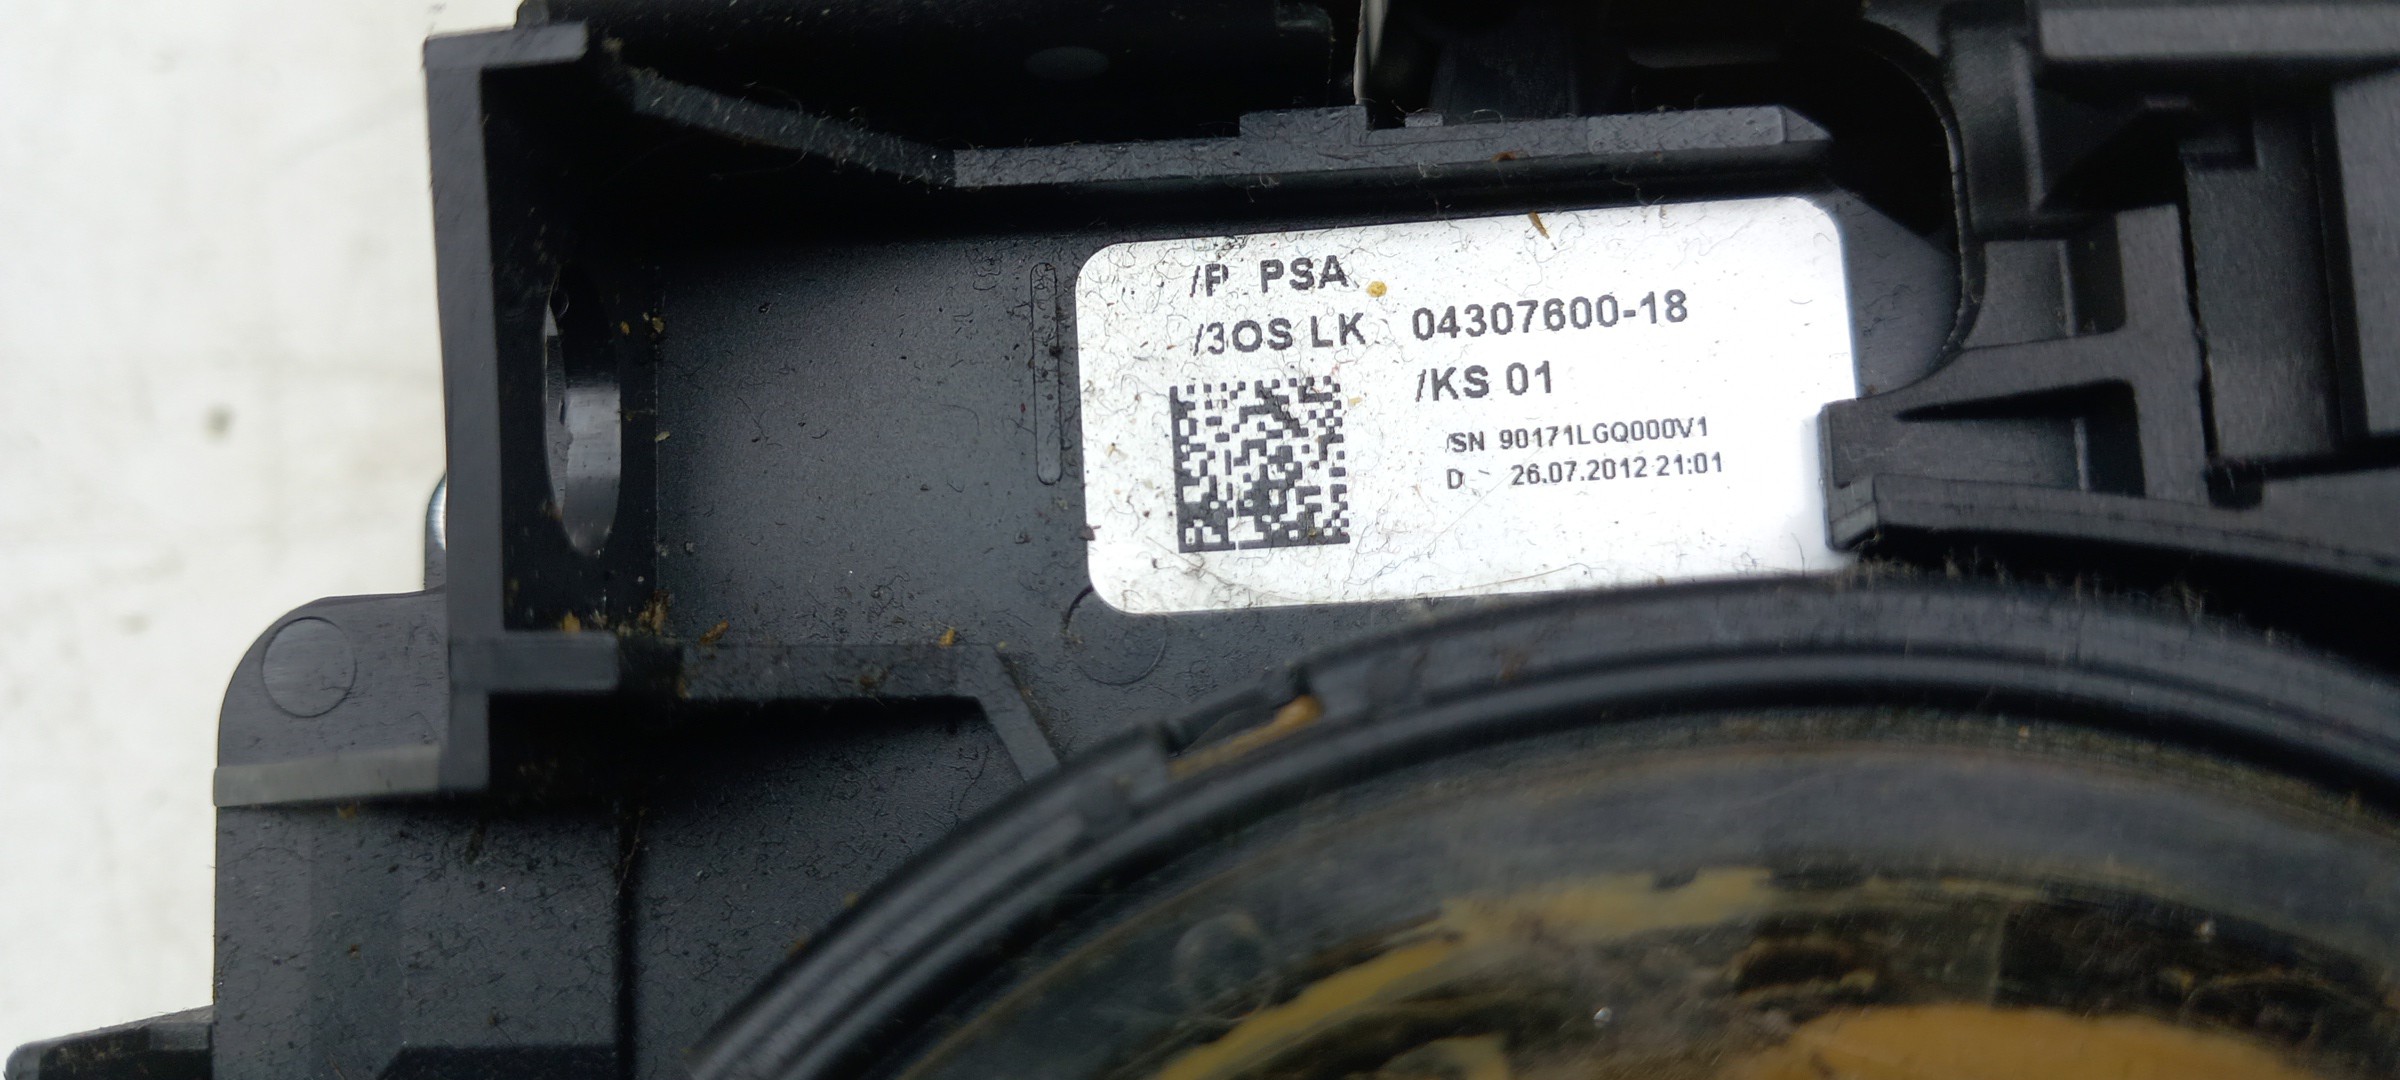 /P PSA
/3OS LK 04307600-18
/KS 01
/SN 90171LGQ000V1
D - 26.07.2012 21:01